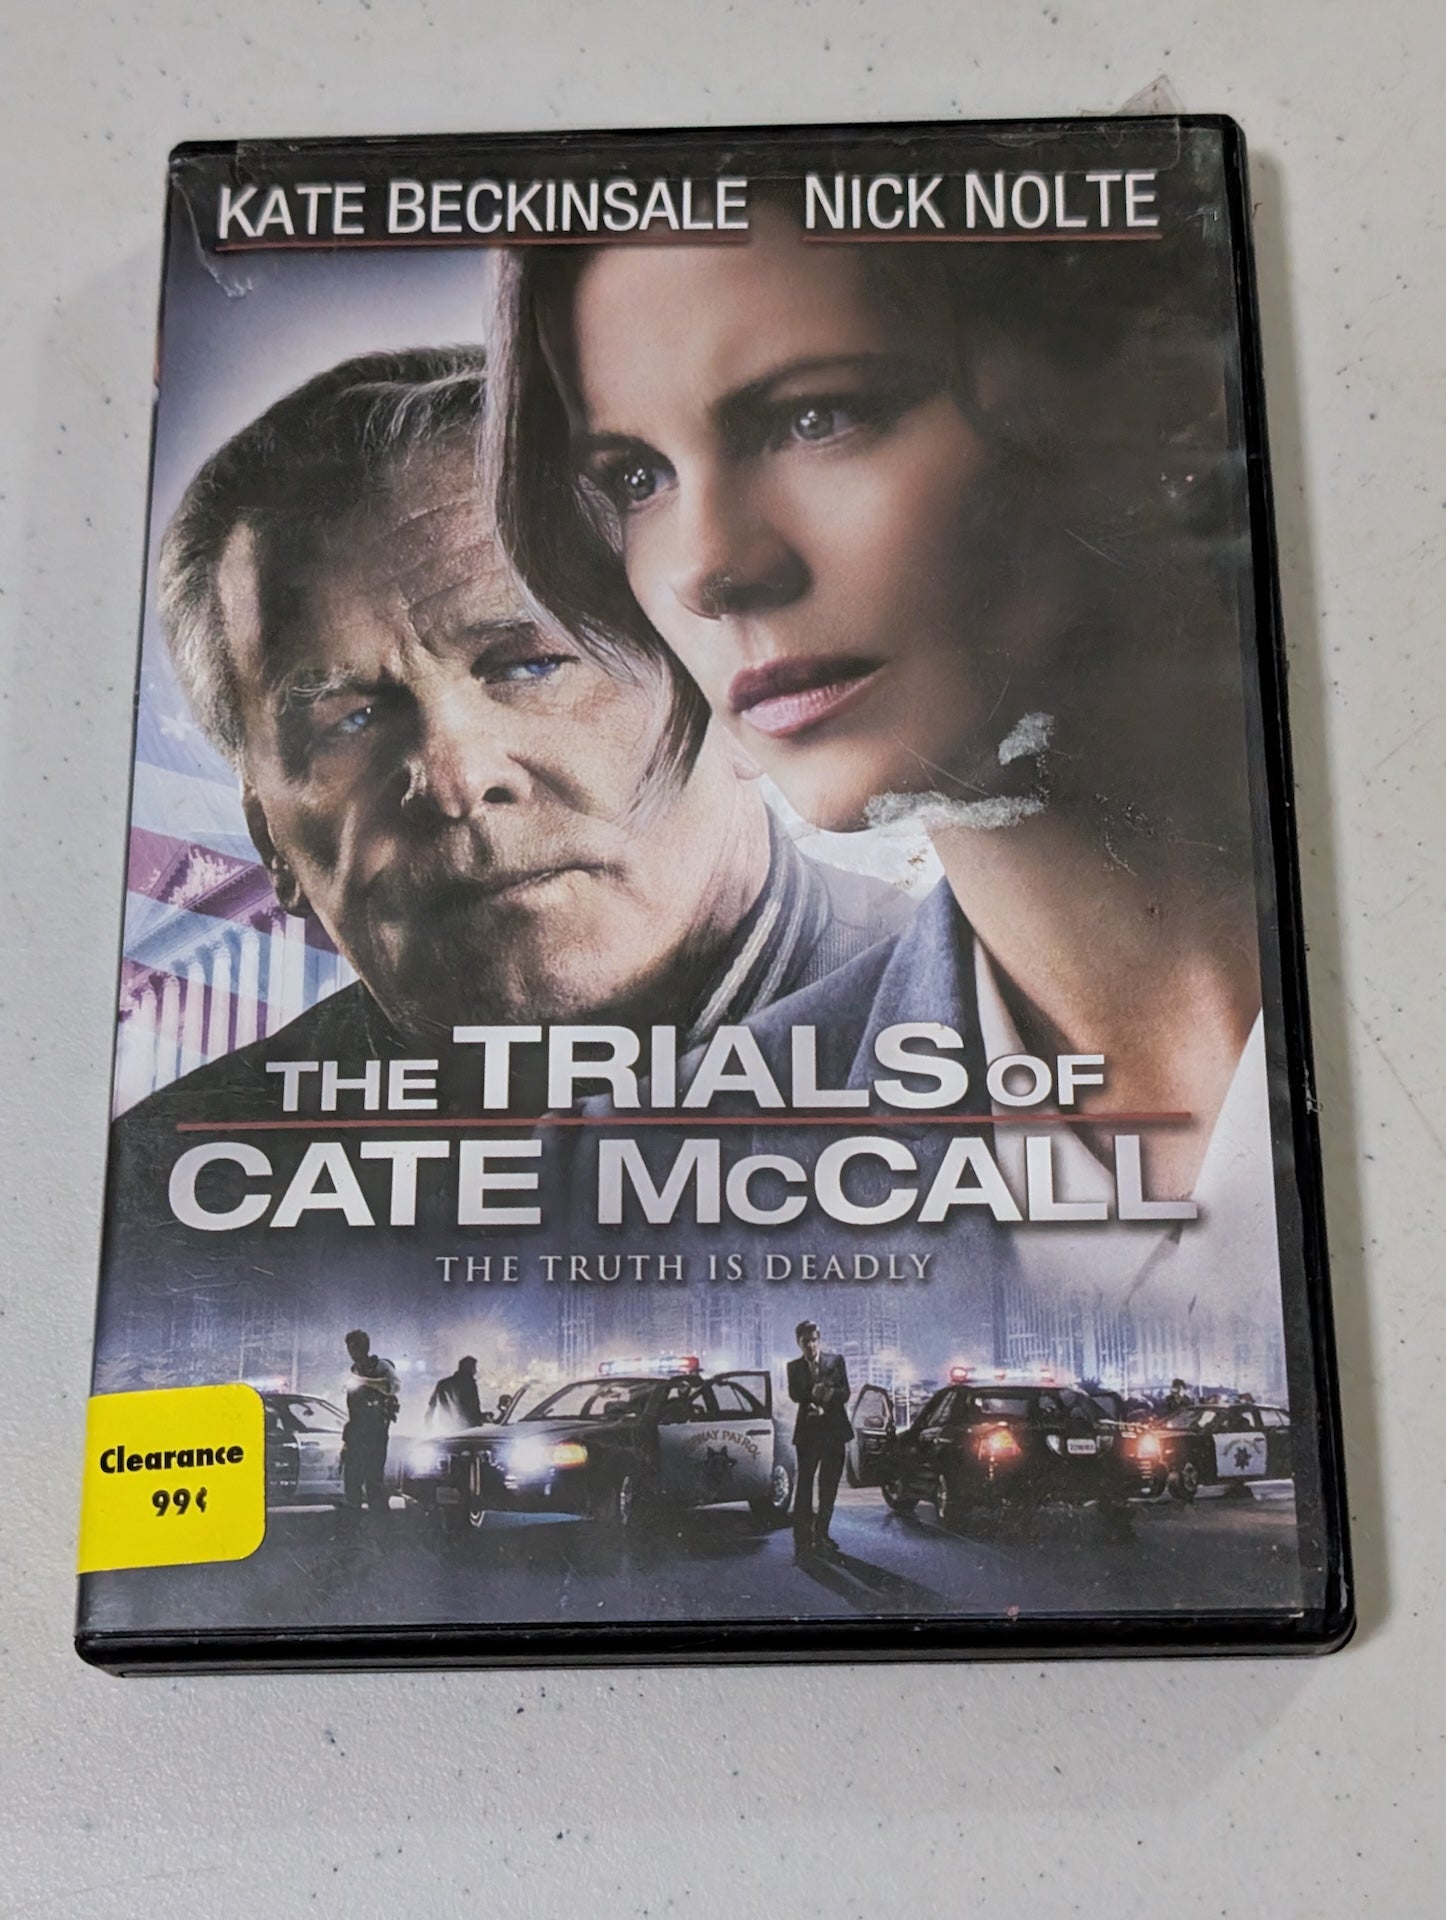 KATE BECKINSALE NICK NOLTE
THE TRIALS OF
CATE McCALL
THE TRUTH IS DEADLY
Clearance
99¢